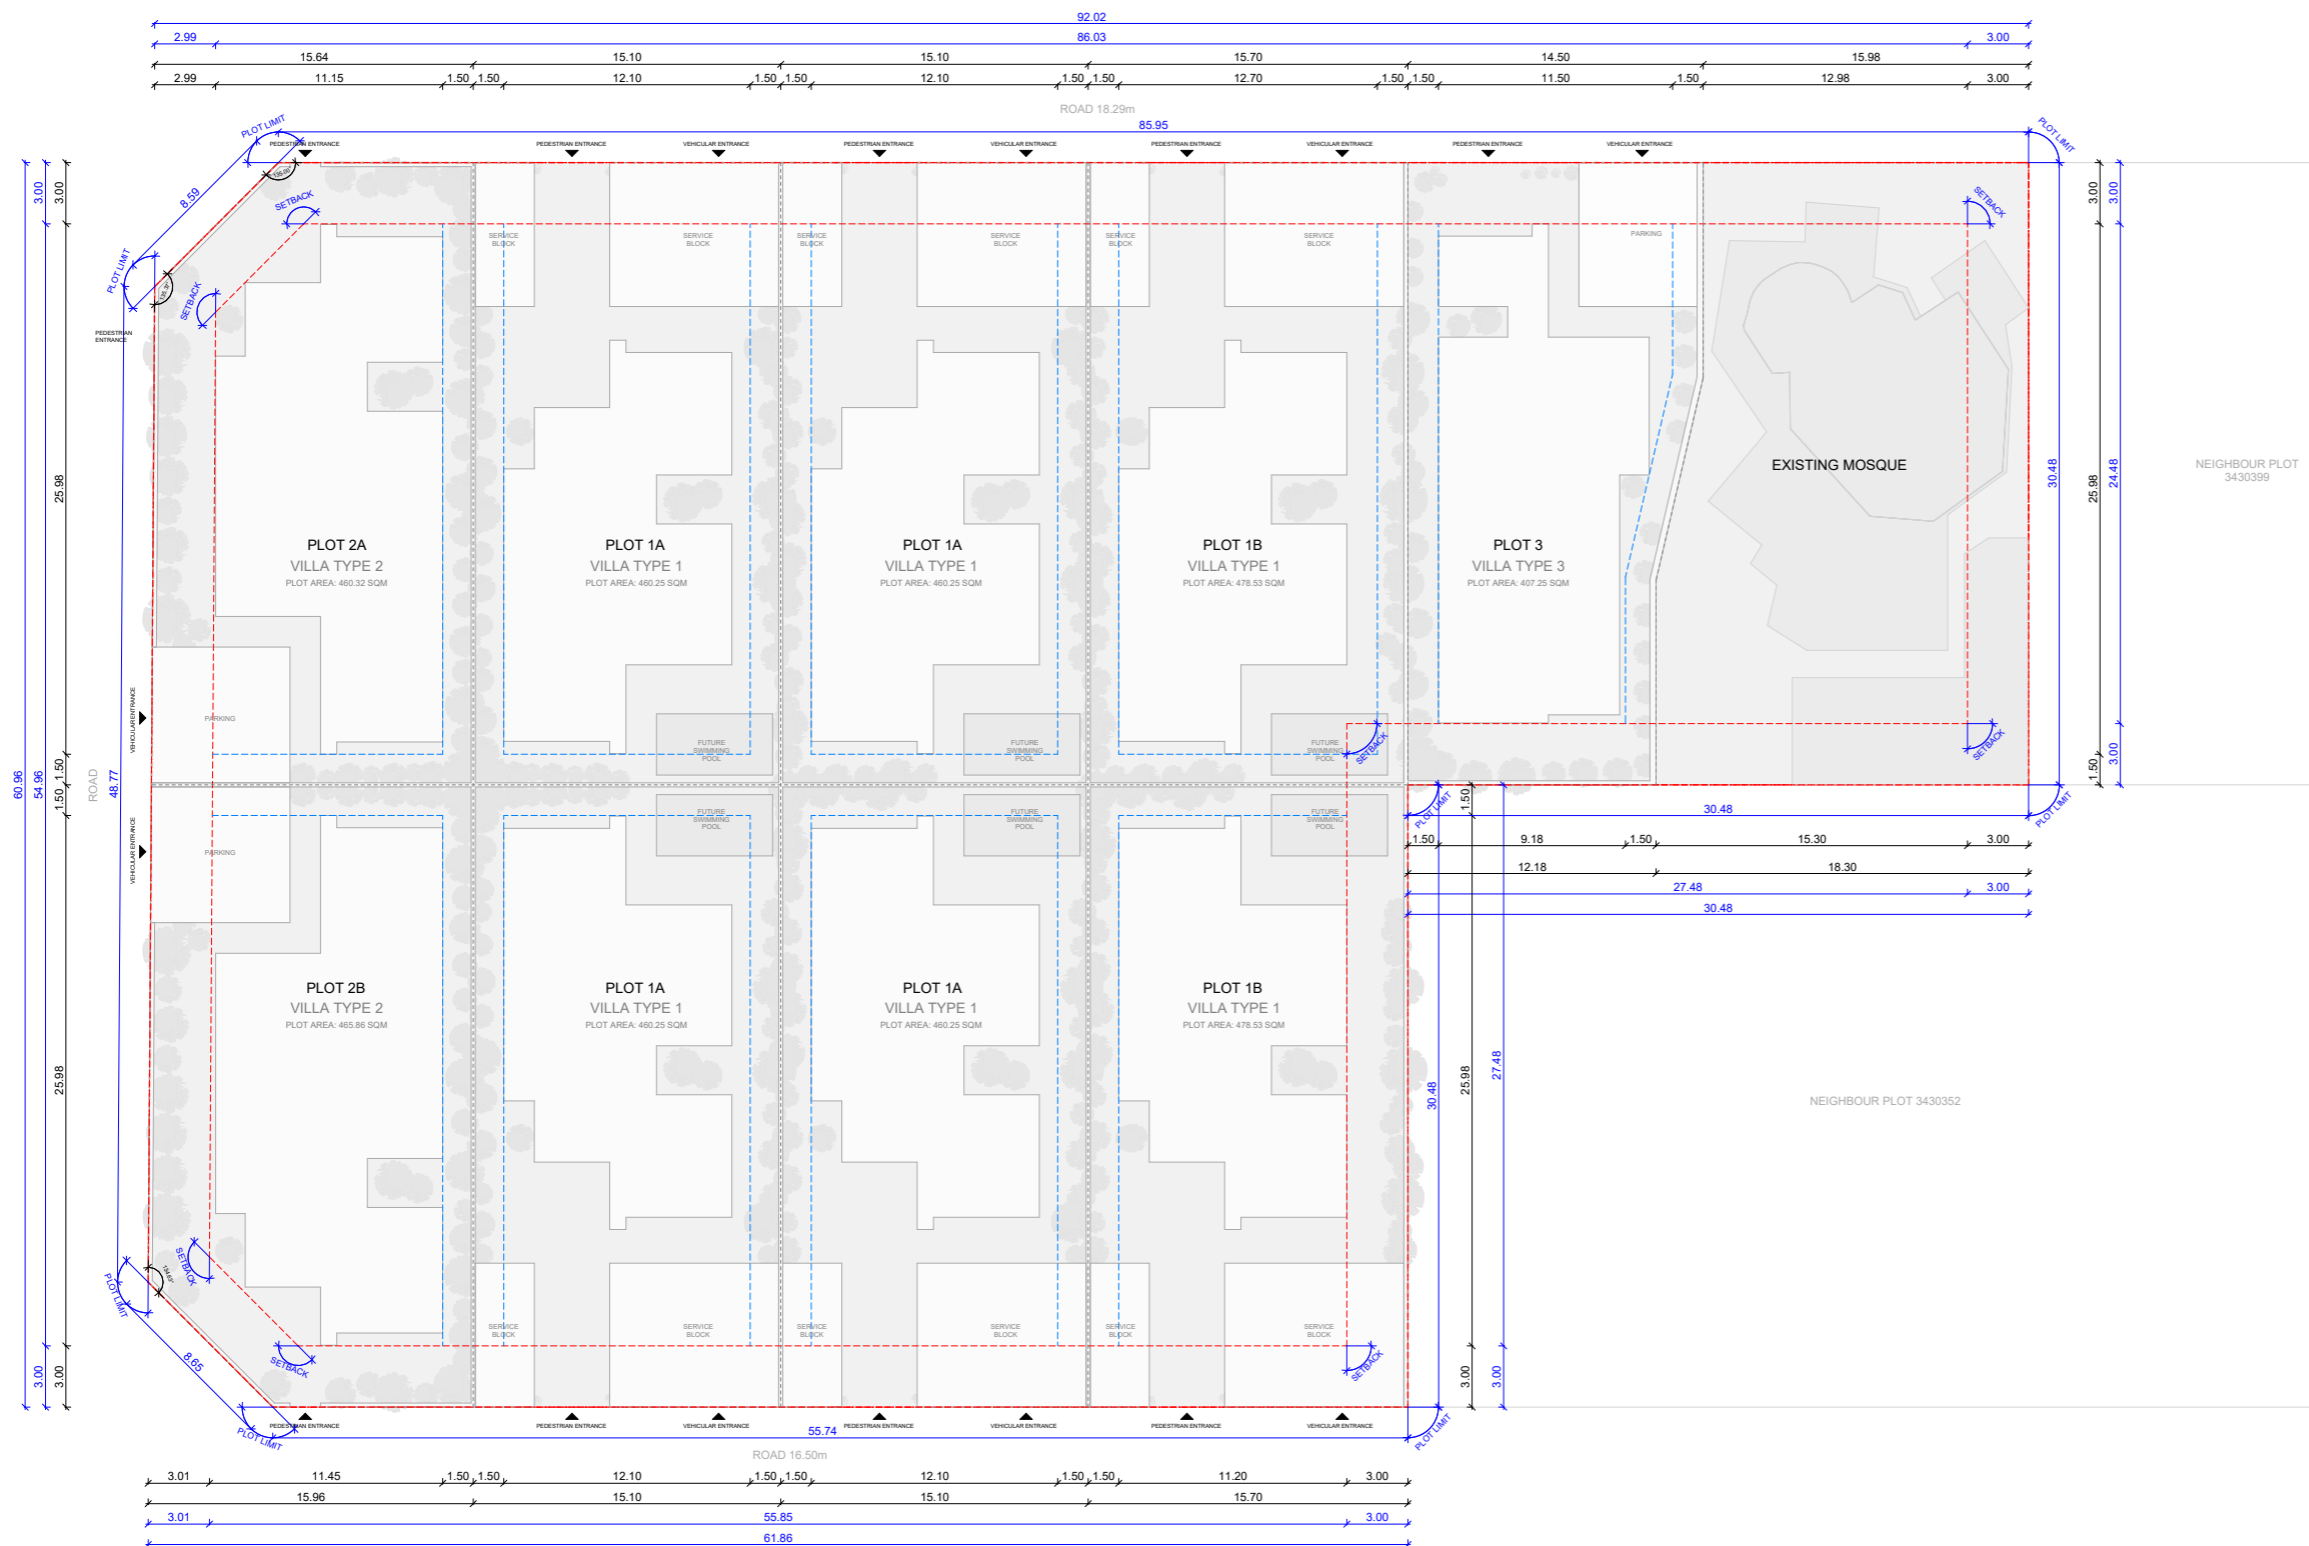 92.02
2.99 86.03 3.00
15.64 15.10 15.10 15.70 14.50 15.98
2.99 11.15 1.50 1.50 12.10 1.50 1.50 12.10 1.50 1.50 12.70 1.50 1.50 11.50 1.50 12.98 3.00
ROAD 18.29m
85.95
PLOT LIMIT
PLOT LIMIT
PEDESTRIAN ENTRANCE PEDESTRIAN ENTRANCE VEHICULAR ENTRANCE PEDESTRIAN ENTRANCE VEHICULAR ENTRANCE PEDESTRIAN ENTRANCE VEHICULAR ENTRANCE PEDESTRIAN ENTRANCE VEHICULAR ENTRANCE
8.59
135.00°
SETBACK
SETBACK
3.00 3.00
3.00 3.00
SERVICE
BLOCK
SERVICE
BLOCK
SERVICE
BLOCK
SERVICE
BLOCK
SERVICE
BLOCK
SERVICE
BLOCK
PARKING
PLOT LIMIT
SETBACK
PEDESTRIAN
ENTRANCE
EXISTING MOSQUE
NEIGHBOUR PLOT
3430399
25.98
30.48
25.98
24.48
PLOT 2A
VILLA TYPE 2
PLOT AREA: 460.32 SQM
PLOT 1A
VILLA TYPE 1
PLOT AREA: 460.25 SQM
PLOT 1A
VILLA TYPE 1
PLOT AREA: 460.25 SQM
PLOT 1B
VILLA TYPE 1
PLOT AREA: 478.53 SQM
PLOT 3
VILLA TYPE 3
PLOT AREA: 407.25 SQM
VEHICULAR ENTRANCE
PARKING
FUTURE
SWIMMING
POOL
FUTURE
SWIMMING
POOL
FUTURE
SWIMMING
POOL
SETBACK
SETBACK
60.96
54.96
1.50
1.50
ROAD
48.77
1.50
3.00
FUTURE
SWIMMING
POOL
FUTURE
SWIMMING
POOL
FUTURE
SWIMMING
POOL
PLOT LIMIT
1.50
30.48
PLOT LIMIT
VEHICULAR ENTRANCE
PARKING
1.50 9.18 1.50 15.30 3.00
12.18 18.30
27.48 3.00
30.48
PLOT 2B
VILLA TYPE 2
PLOT AREA: 465.86 SQM
PLOT 1A
VILLA TYPE 1
PLOT AREA: 460.25 SQM
PLOT 1A
VILLA TYPE 1
PLOT AREA: 460.25 SQM
PLOT 1B
VILLA TYPE 1
PLOT AREA: 478.53 SQM
25.98
30.48
25.98
27.48
NEIGHBOUR PLOT 3430352
SETBACK
134.63°
PLOT LIMIT
SERVICE
BLOCK
SERVICE
BLOCK
SERVICE
BLOCK
SERVICE
BLOCK
SERVICE
BLOCK
SERVICE
BLOCK
8.65
SETBACK
SETBACK
3.00 3.00
3.00 3.00
PEDESTRIAN ENTRANCE PEDESTRIAN ENTRANCE VEHICULAR ENTRANCE PEDESTRIAN ENTRANCE VEHICULAR ENTRANCE PEDESTRIAN ENTRANCE VEHICULAR ENTRANCE
PLOT LIMIT
55.74
PLOT LIMIT
ROAD 16.50m
3.01 11.45 1.50 1.50 12.10 1.50 1.50 12.10 1.50 1.50 11.20 3.00
15.96 15.10 15.10 15.70
3.01 55.85 3.00
61.86